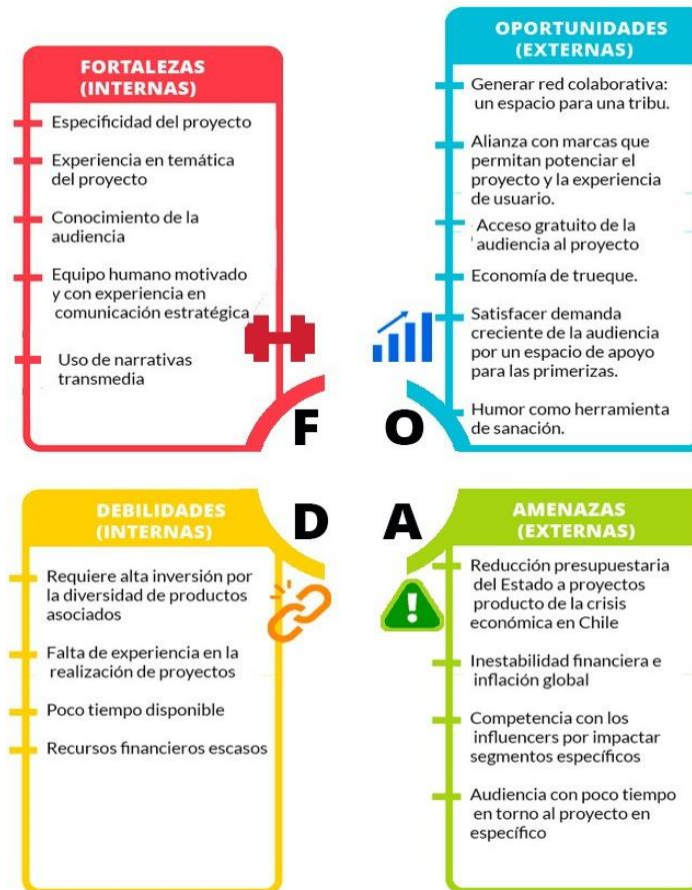 FORTALEZAS
(INTERNAS)
Especificidad del proyecto
Experiencia en temática
del proyecto
Conocimiento de la
audiencia
Equipo humano motivado
y con experiencia en
comunicación estratégica
Uso de narrativas
transmedia
F
OPORTUNIDADES
(EXTERNAS)
Generar red colaborativa:
un espacio para una tribu.
Alianza con marcas que
permitan potenciar el
proyecto y la experiencia
de usuario.
Acceso gratuito de la
audiencia al proyecto
Economía de trueque.
Satisfacer demanda
creciente de la audiencia
por un espacio de apoyo
para las primerizas.
Humor como herramienta
de sanación.
O
DEBILIDADES
(INTERNAS)
D
Requiere alta inversión por
la diversidad de productos
asociados
Falta de experiencia en la
realización de proyectos
Poco tiempo disponible
Recursos financieros escasos
A
AMENAZAS
(EXTERNAS)
Reducción presupuestaria
del Estado a proyectos
producto de la crisis
económica en Chile
Inestabilidad financiera e
inflación global
Competencia con los
influencers por impactar
segmentos específicos
Audiencia con poco tiempo
en torno al proyecto en
específico